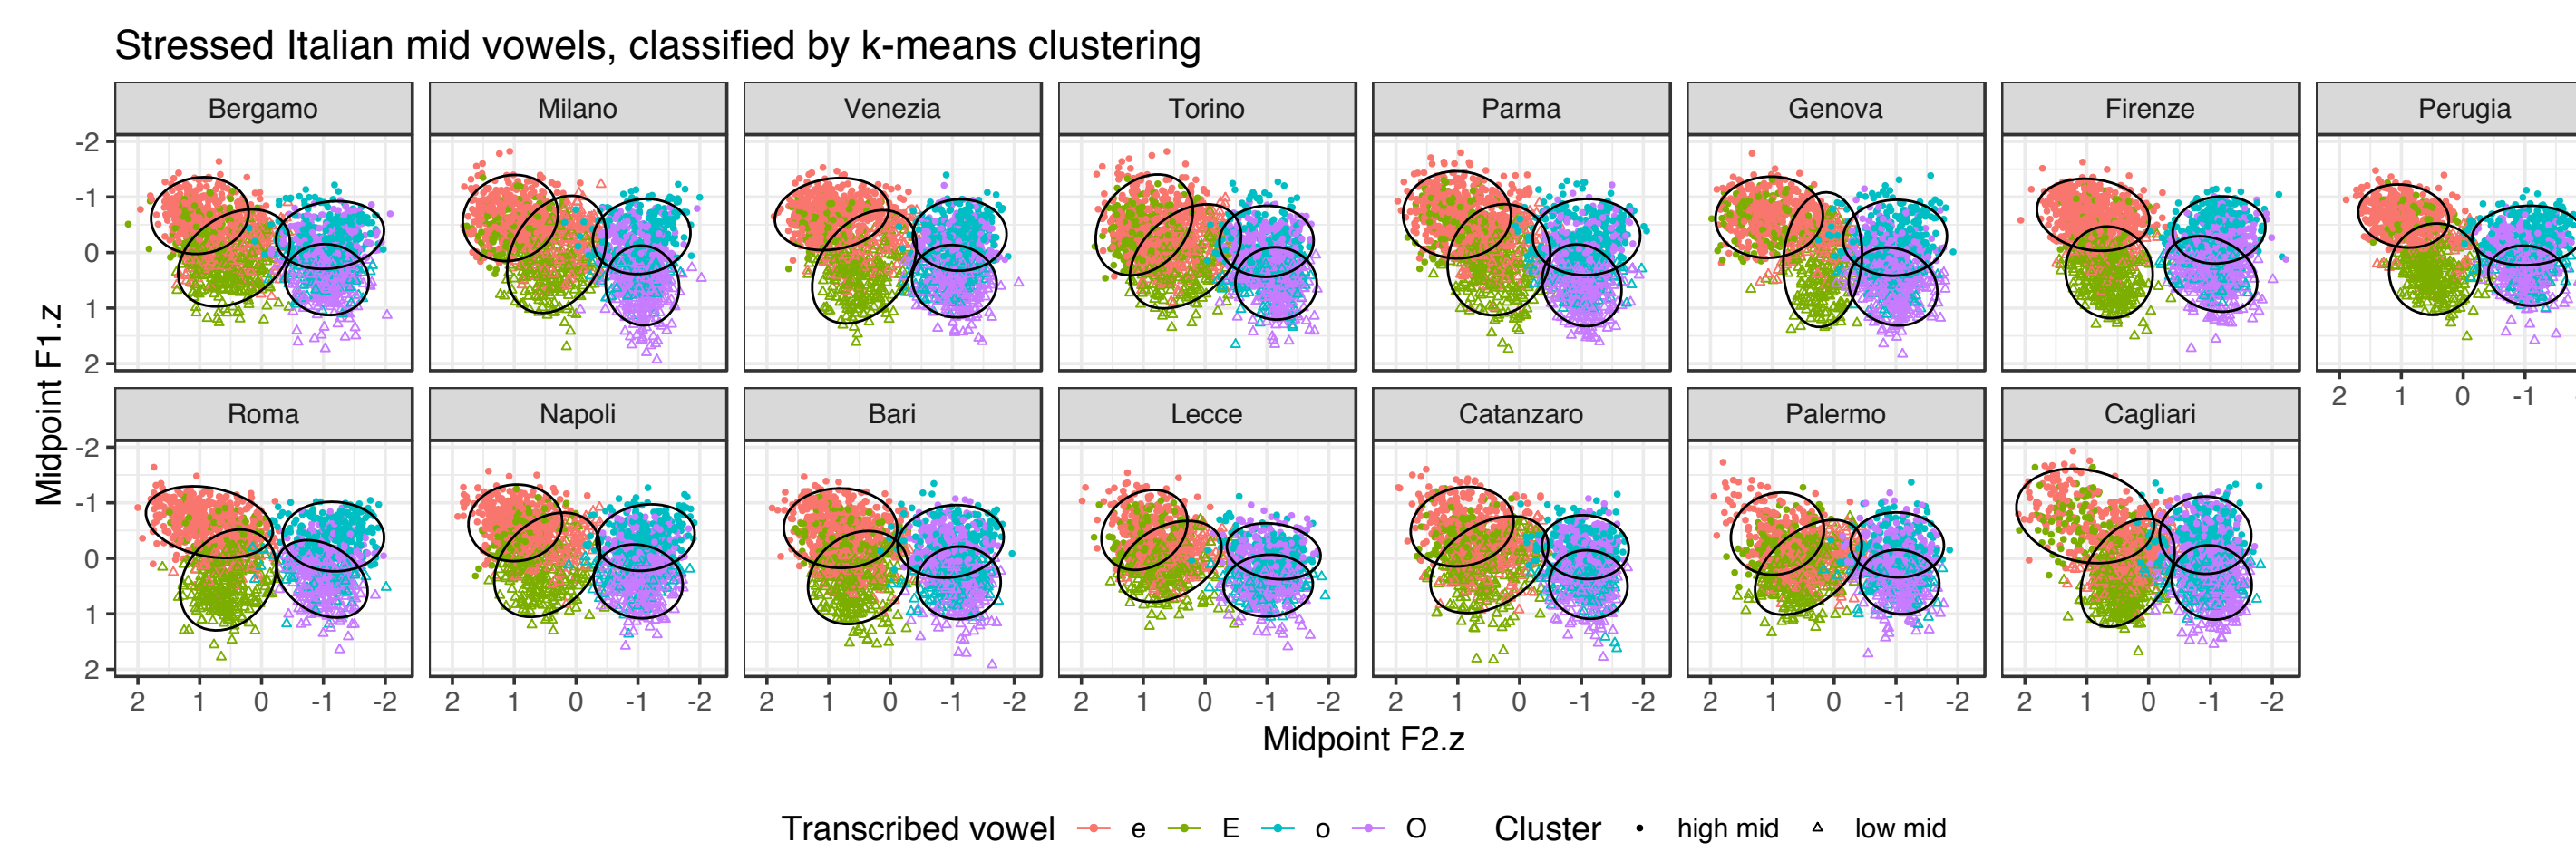 Stressed Italian mid vowels, classified by k-means clustering
Bergamo Milano Venezia Torino Parma Genova Firenze Perugia
-2
-1
0
1
2
2 1 0 -1
Midpoint F1.z
Roma Napoli Bari Lecce Catanzaro Palermo Cagliari
-2
-1
0
1
2
2 1 0 -1 -2 2 1 0 -1 -2 2 1 0 -1 -2 2 1 0 -1 -2 2 1 0 -1 -2 2 1 0 -1 -2 2 1 0 -1 -2
Midpoint F2.z
Transcribed vowel e E o O Cluster high mid low mid